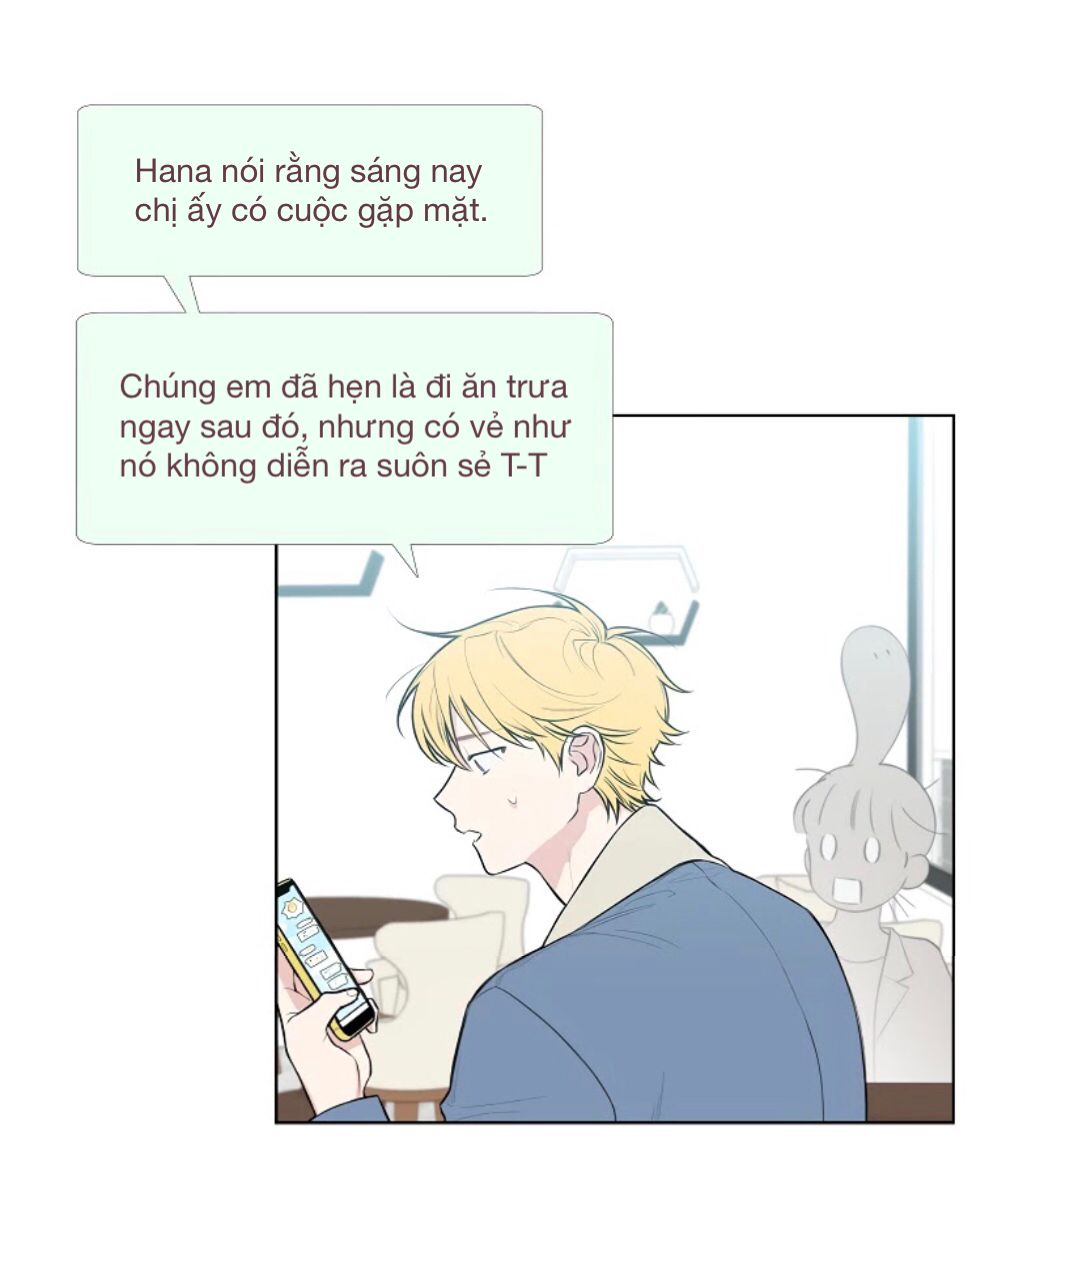 Hana nói rằng sáng nay
chị ấy có cuộc gặp mặt.
Chúng em đã hẹn là đi ăn trưa
ngay sau đó, nhưng có vẻ như
nó không diễn ra suôn sẻ T-T